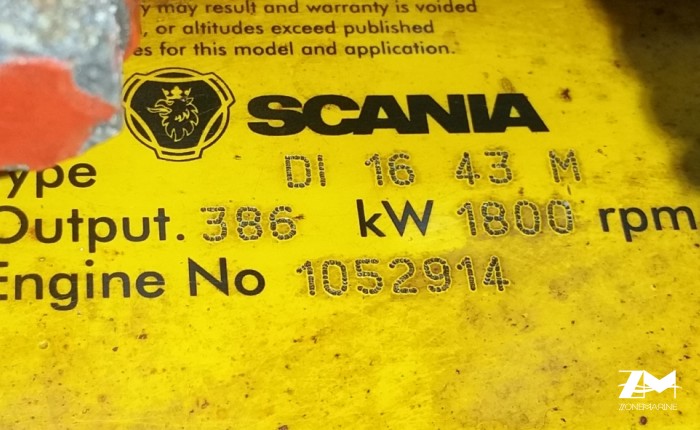 y may result and warranty is voided
, or altitudes exceed published
es for this model and application.
SCANIA
ype DI 16 43 M
Output. 386 kW 1800 rpm
Engine No 1052914
ZM
ZONEMARINE